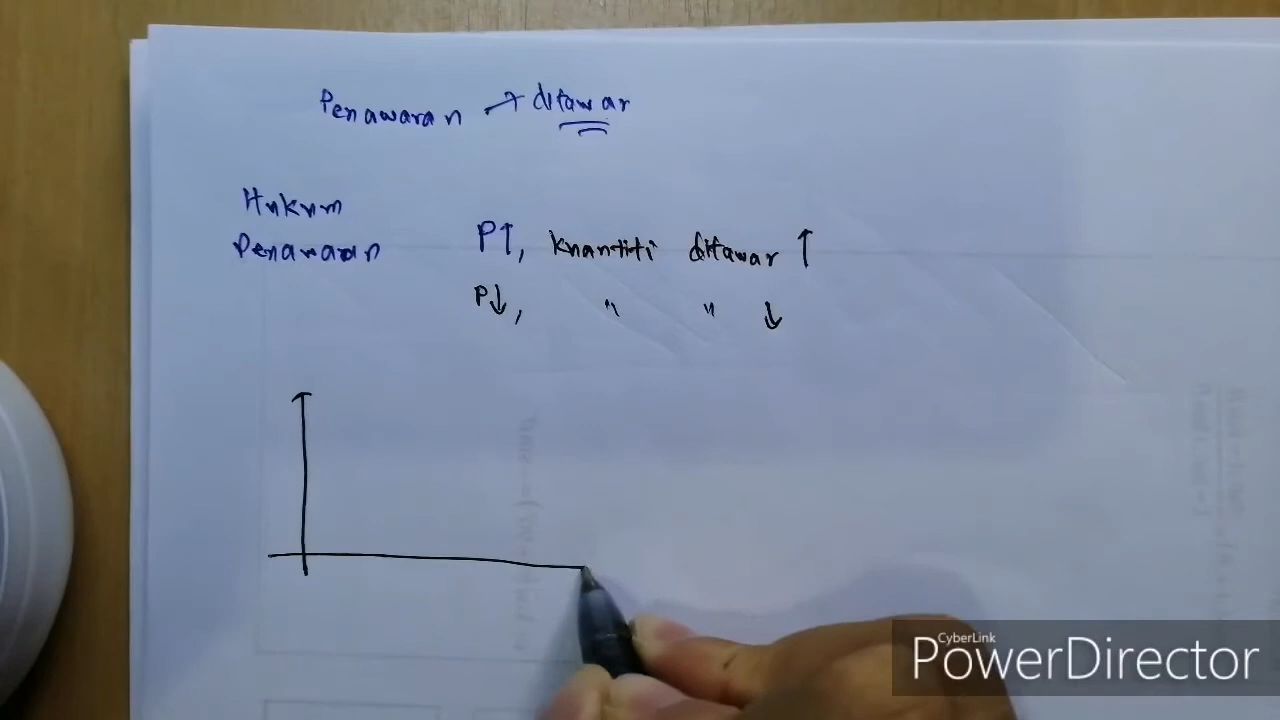 Penawaran → ditawar
Hukum
Penawaran
P↑, kuantiti ditawar ↑
P↓, " " ↓
CyberLink
PowerDirector